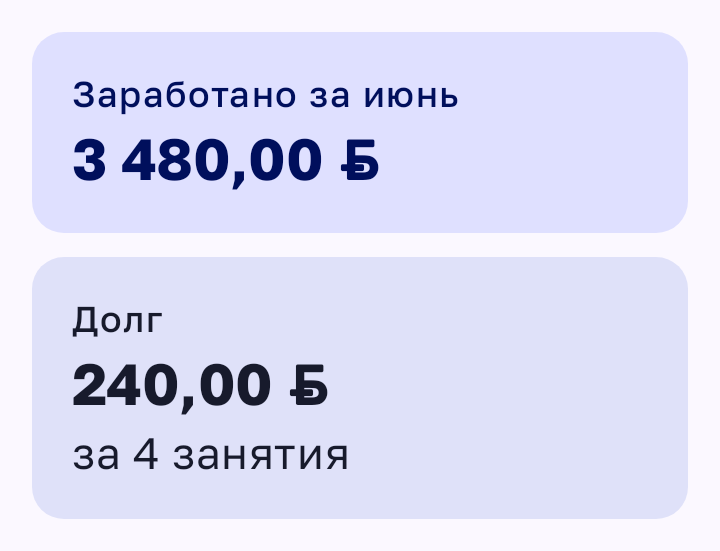 Заработано за июнь
3 480,00 Ƃ
Долг
240,00 Ƃ
за 4 занятия